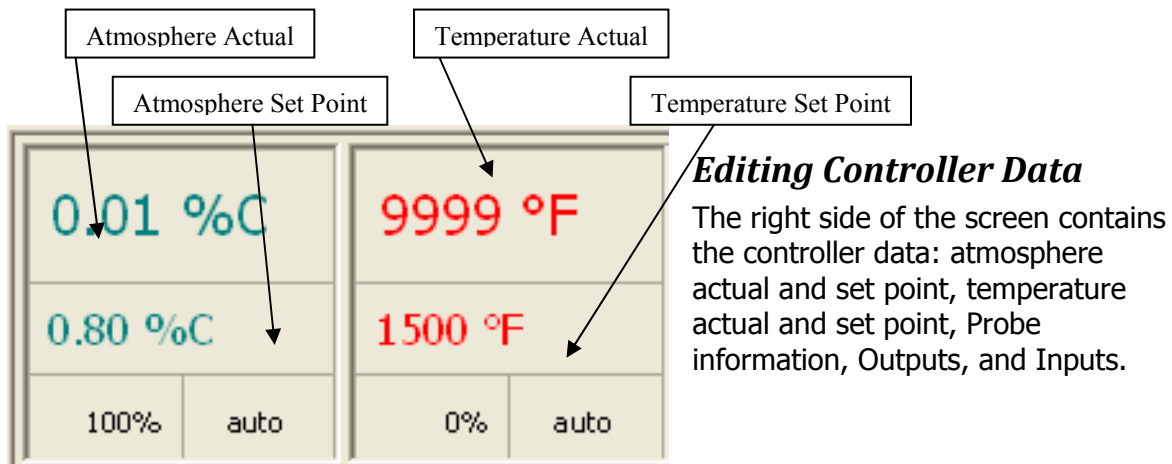 Atmosphere Actual
Temperature Actual
Atmosphere Set Point
Temperature Set Point
0.01 %C
9999 °F
0.80 %C
1500 °F
100%
auto
0%
auto
Editing Controller Data
The right side of the screen contains
the controller data: atmosphere
actual and set point, temperature
actual and set point, Probe
information, Outputs, and Inputs.